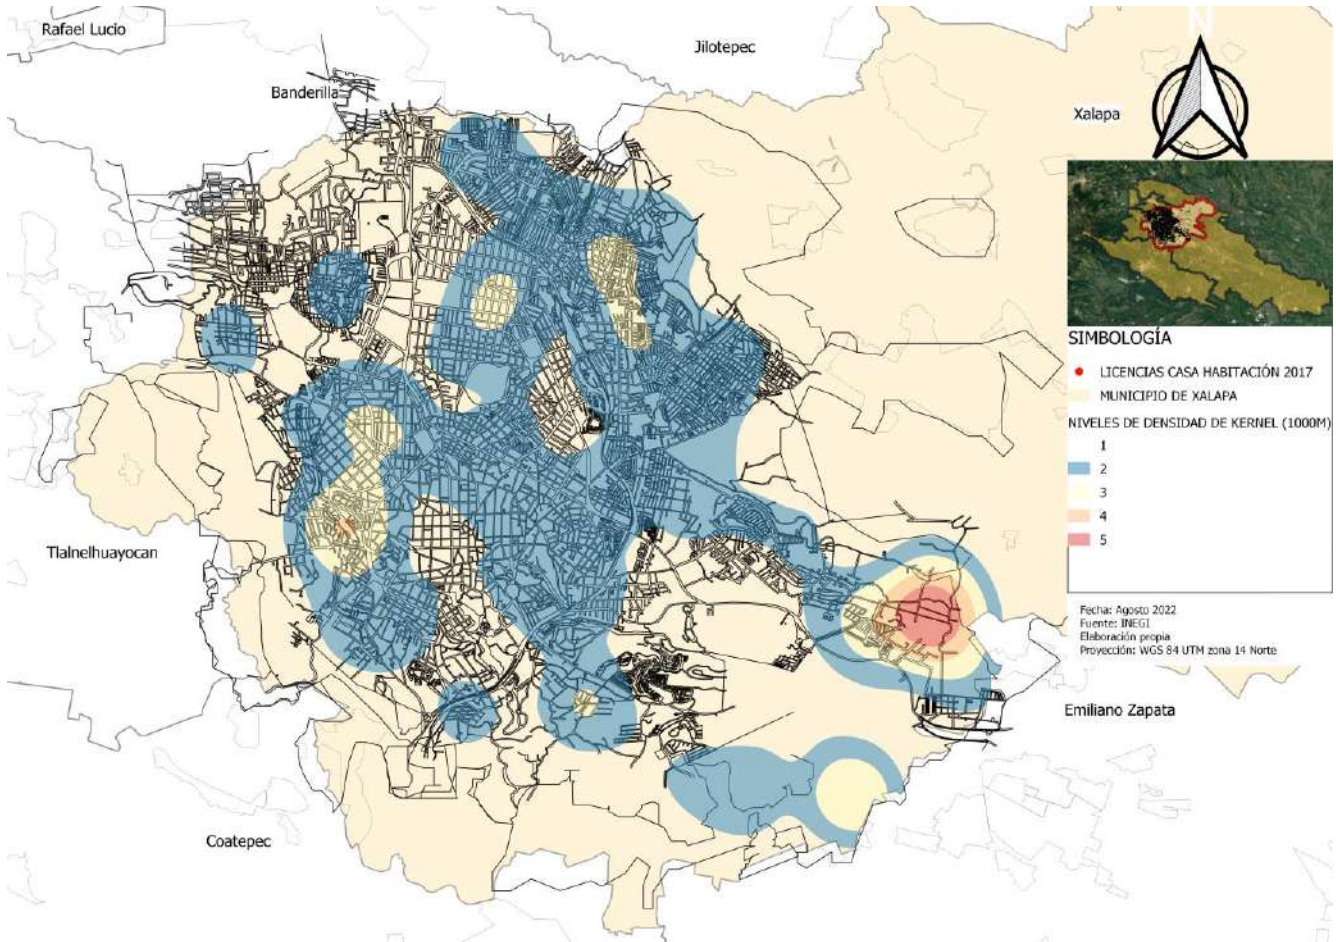 Rafael Lucio
Jilotepec
Banderilla
N
Xalapa
SIMBOLOGÍA
LICENCIAS CASA HABITACIÓN 2017
MUNICIPIO DE XALAPA
NIVELES DE DENSIDAD DE KERNEL (1000M)
1
2
3
4
5
Tlalnelhuayocan
Fecha: Agosto 2022
Fuente: INEGI
Elaboración propia
Proyección: WGS 84 UTM zona 14 Norte
Emiliano Zapata
Coatepec